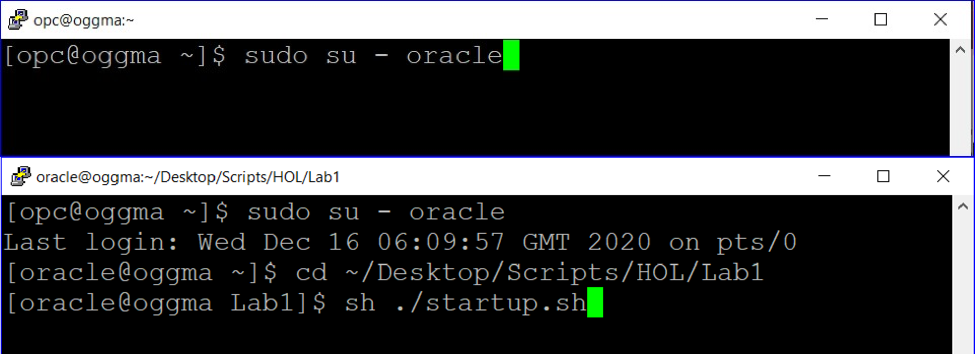 opc@oggma:~
[opc@oggma ~]$ sudo su - oracle
oracle@oggma:~/Desktop/Scripts/HOL/Lab1
[opc@oggma ~]$ sudo su - oracle
Last login: Wed Dec 16 06:09:57 GMT 2020 on pts/0
[oracle@oggma ~]$ cd ~/Desktop/Scripts/HOL/Lab1
[oracle@oggma Lab1]$ sh ./startup.sh